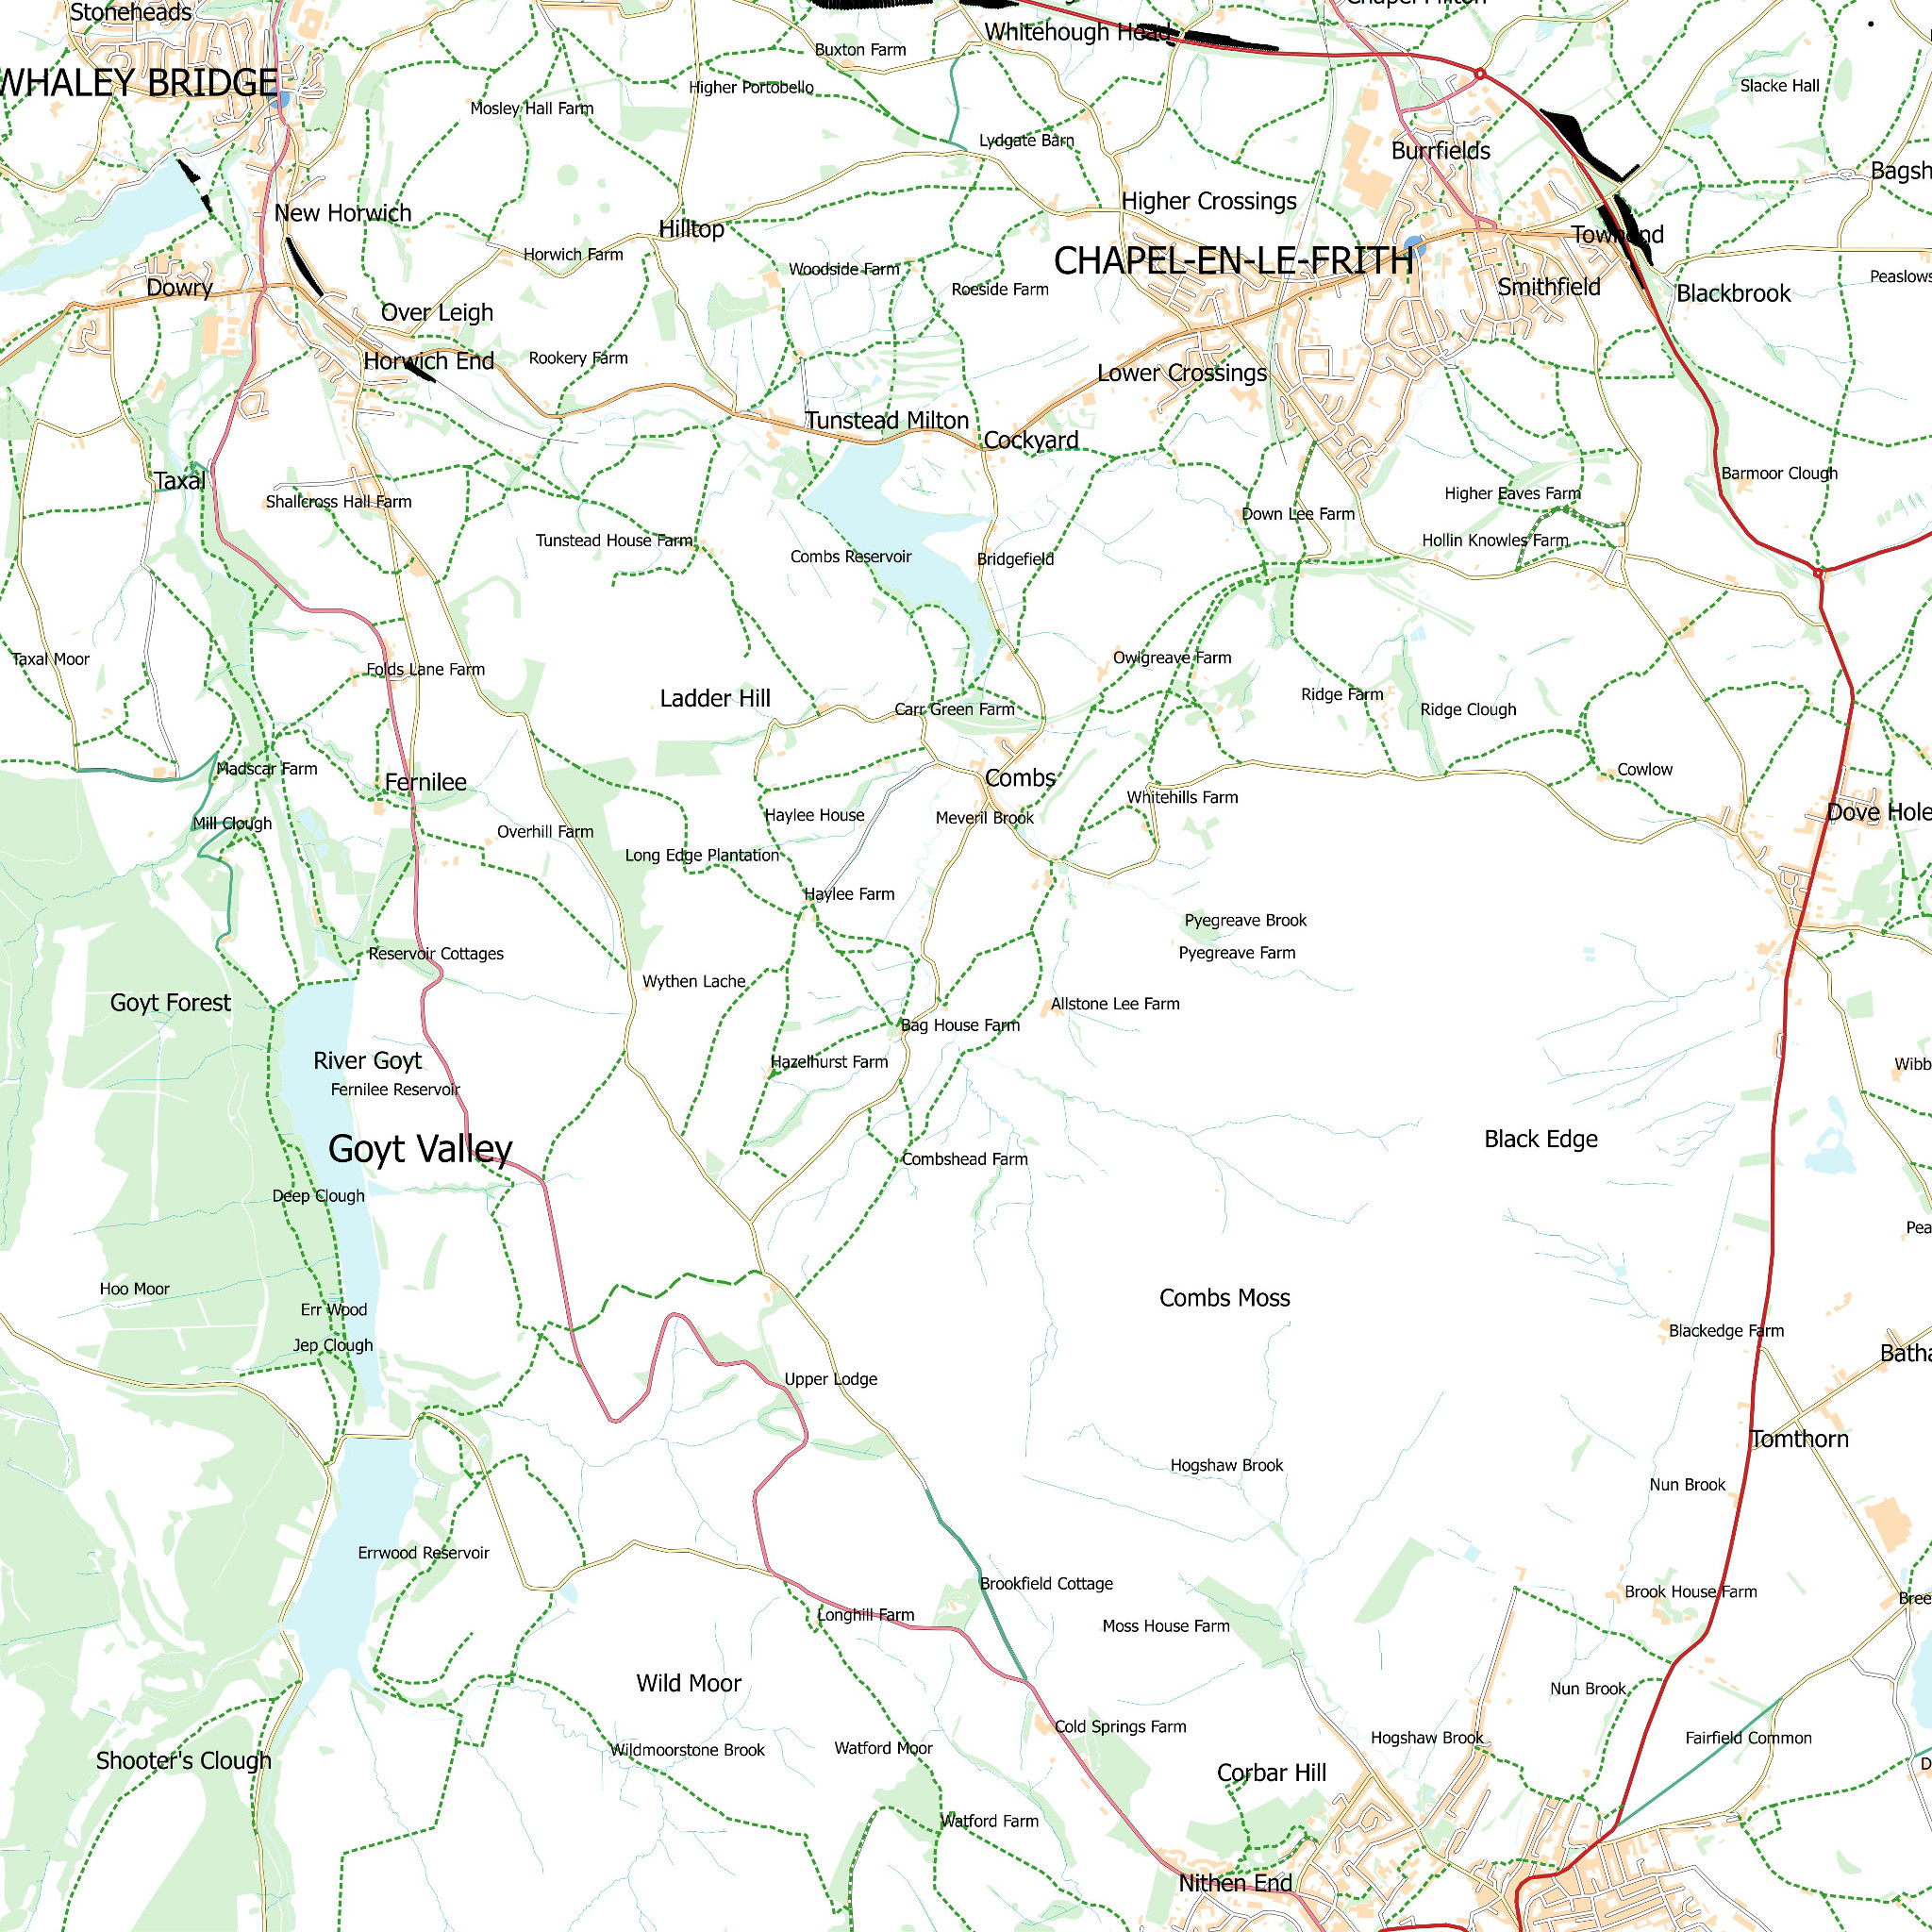 Stoneheads
Chapel Milton
Whitehough Head
Buxton Farm
WHALEY BRIDGE
Higher Portobello
Slacke Hall
Mosley Hall Farm
Lydgate Barn
Burrfields
Bagsh
New Horwich
Higher Crossings
Hilltop
Townend
Horwich Farm
CHAPEL-EN-LE-FRITH
Woodside Farm
Peaslows
Dowry
Roeside Farm
Smithfield
Blackbrook
Over Leigh
Horwich End
Rookery Farm
Lower Crossings
Tunstead Milton
Cockyard
Taxal
Barmoor Clough
Shallcross Hall Farm
Higher Eaves Farm
Down Lee Farm
Tunstead House Farm
Hollin Knowles Farm
Combs Reservoir
Bridgefield
Taxal Moor
Owlgreave Farm
Folds Lane Farm
Ladder Hill
Ridge Farm
Carr Green Farm
Ridge Clough
Madscar Farm
Fernilee
Combs
Cowlow
Whitehills Farm
Dove Hole
Mill Clough
Haylee House
Meveril Brook
Overhill Farm
Long Edge Plantation
Haylee Farm
Pyegreave Brook
Reservoir Cottages
Pyegreave Farm
Wythen Lache
Goyt Forest
Allstone Lee Farm
Bag House Farm
River Goyt
Hazelhurst Farm
Wibb
Fernilee Reservoir
Black Edge
Goyt Valley
Combshead Farm
Deep Clough
Pea
Hoo Moor
Combs Moss
Err Wood
Blackedge Farm
Jep Clough
Batha
Upper Lodge
Tomthorn
Hogshaw Brook
Nun Brook
Errwood Reservoir
Brookfield Cottage
Brook House Farm
Bree
Longhill Farm
Moss House Farm
Wild Moor
Nun Brook
Cold Springs Farm
Hogshaw Brook
Fairfield Common
Wildmoorstone Brook
Watford Moor
Shooter's Clough
Corbar Hill
D
Watford Farm
Nithen End